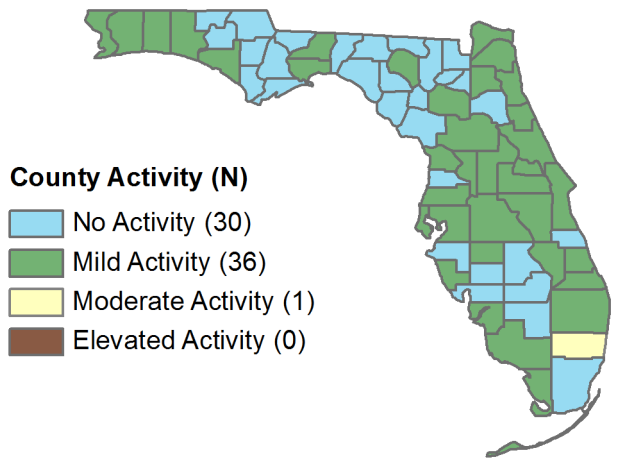 County Activity (N)
No Activity (30)
Mild Activity (36)
Moderate Activity (1)
Elevated Activity (0)